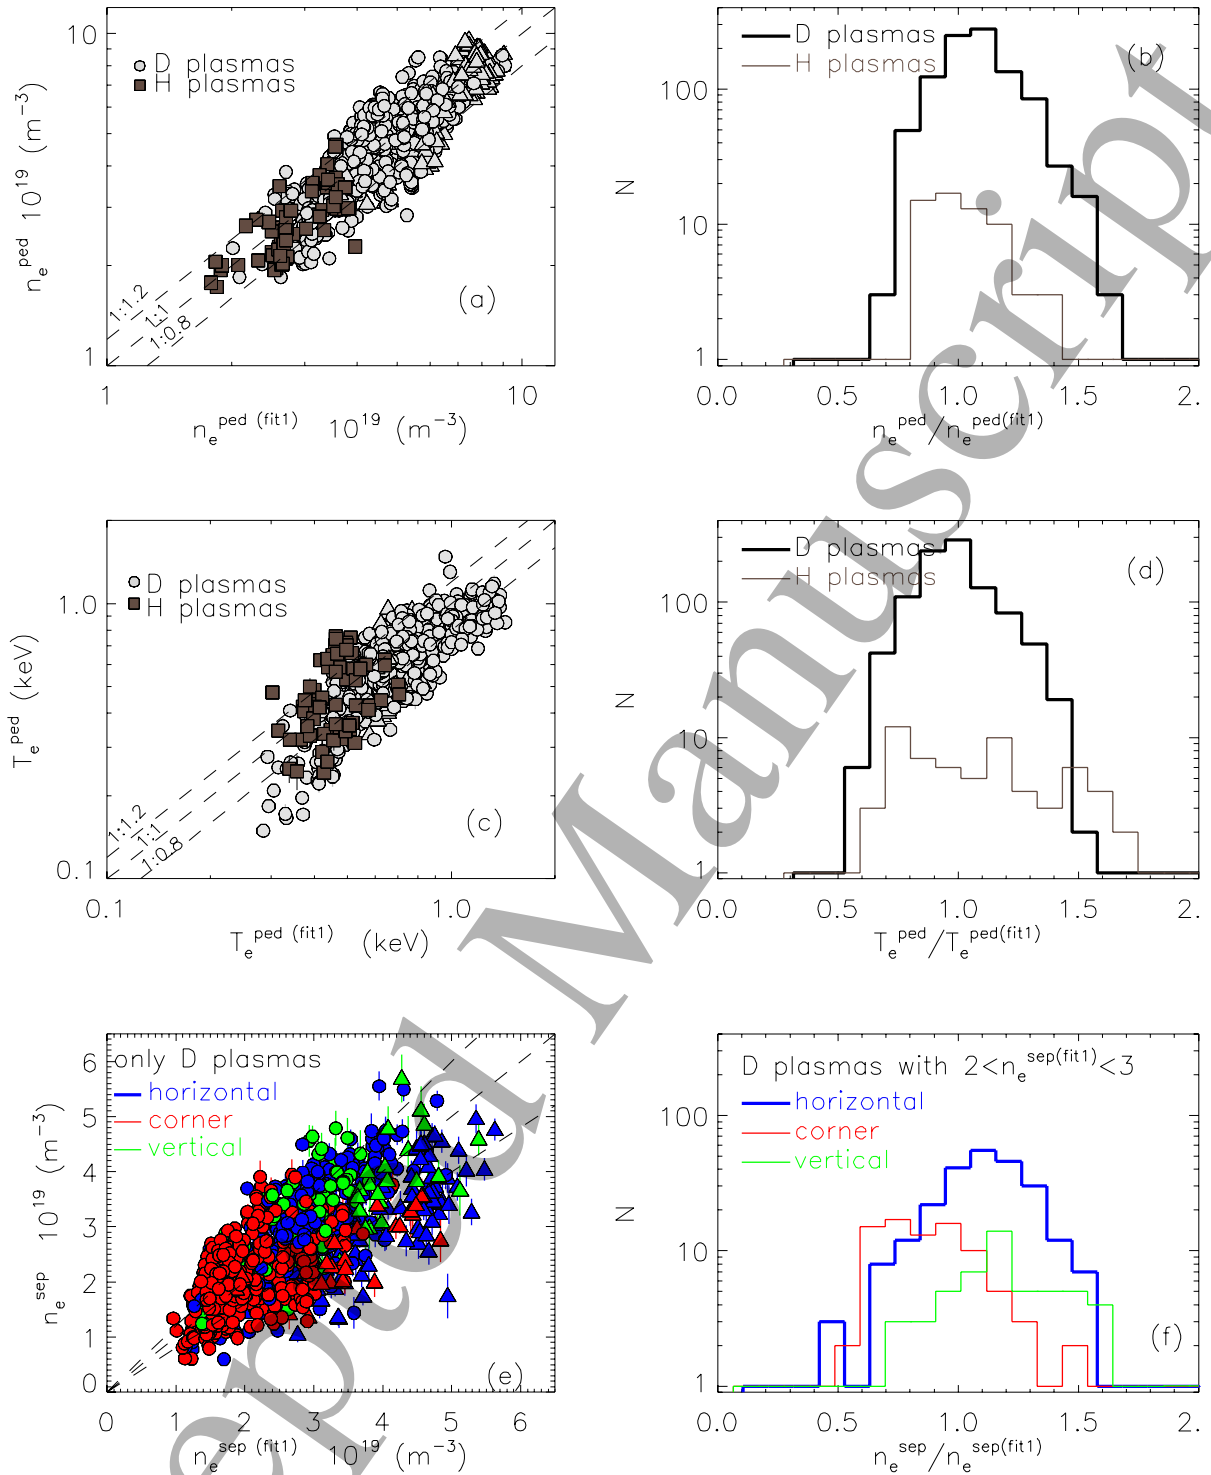 10
D plasmas
H plasmas
n_e^ped 10^19 (m^-3)
1:1.2
1:1
1:0.8
(a)
1
1
10
n_e^ped (fit1) 10^19 (m^-3)
D plasmas
H plasmas
(b)
100
N
10
1
0.0 0.5 1.0 1.5 2.
n_e^ped/n_e^ped(fit1)
D plasmas
H plasmas
1.0
T_e^ped (keV)
1:1.2
1:1
1:0.8
(c)
0.1
0.1 1.0
T_e^ped (fit1) (keV)
D plasmas
H plasmas
(d)
100
N
10
1
0.0 0.5 1.0 1.5 2.
T_e^ped/T_e^ped(fit1)
only D plasmas
horizontal
corner
vertical
6
5
4
3
2
1
0
n_e^sep 10^19 (m^-3)
(e)
0 1 2 3 4 5 6
n_e^sep (fit1) 10^19 (m^-3)
D plasmas with 2<n_e^sep(fit1)<3
horizontal
corner
vertical
100
N
10
1
(f)
0.0 0.5 1.0 1.5 2.
n_e^sep/n_e^sep(fit1)
epted Manuscript